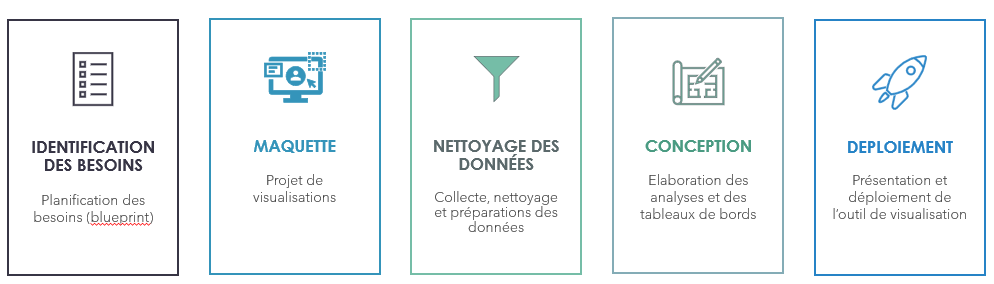 IDENTIFICATION
DES BESOINS
Planification des
besoins (blueprint)
MAQUETTE
Projet de
visualisations
NETTOYAGE DES
DONNÉES
Collecte, nettoyage
et préparations des
données
CONCEPTION
Elaboration des
analyses et des
tableaux de bords
DEPLOIEMENT
Présentation et
déploiement de
l'outil de visualisation